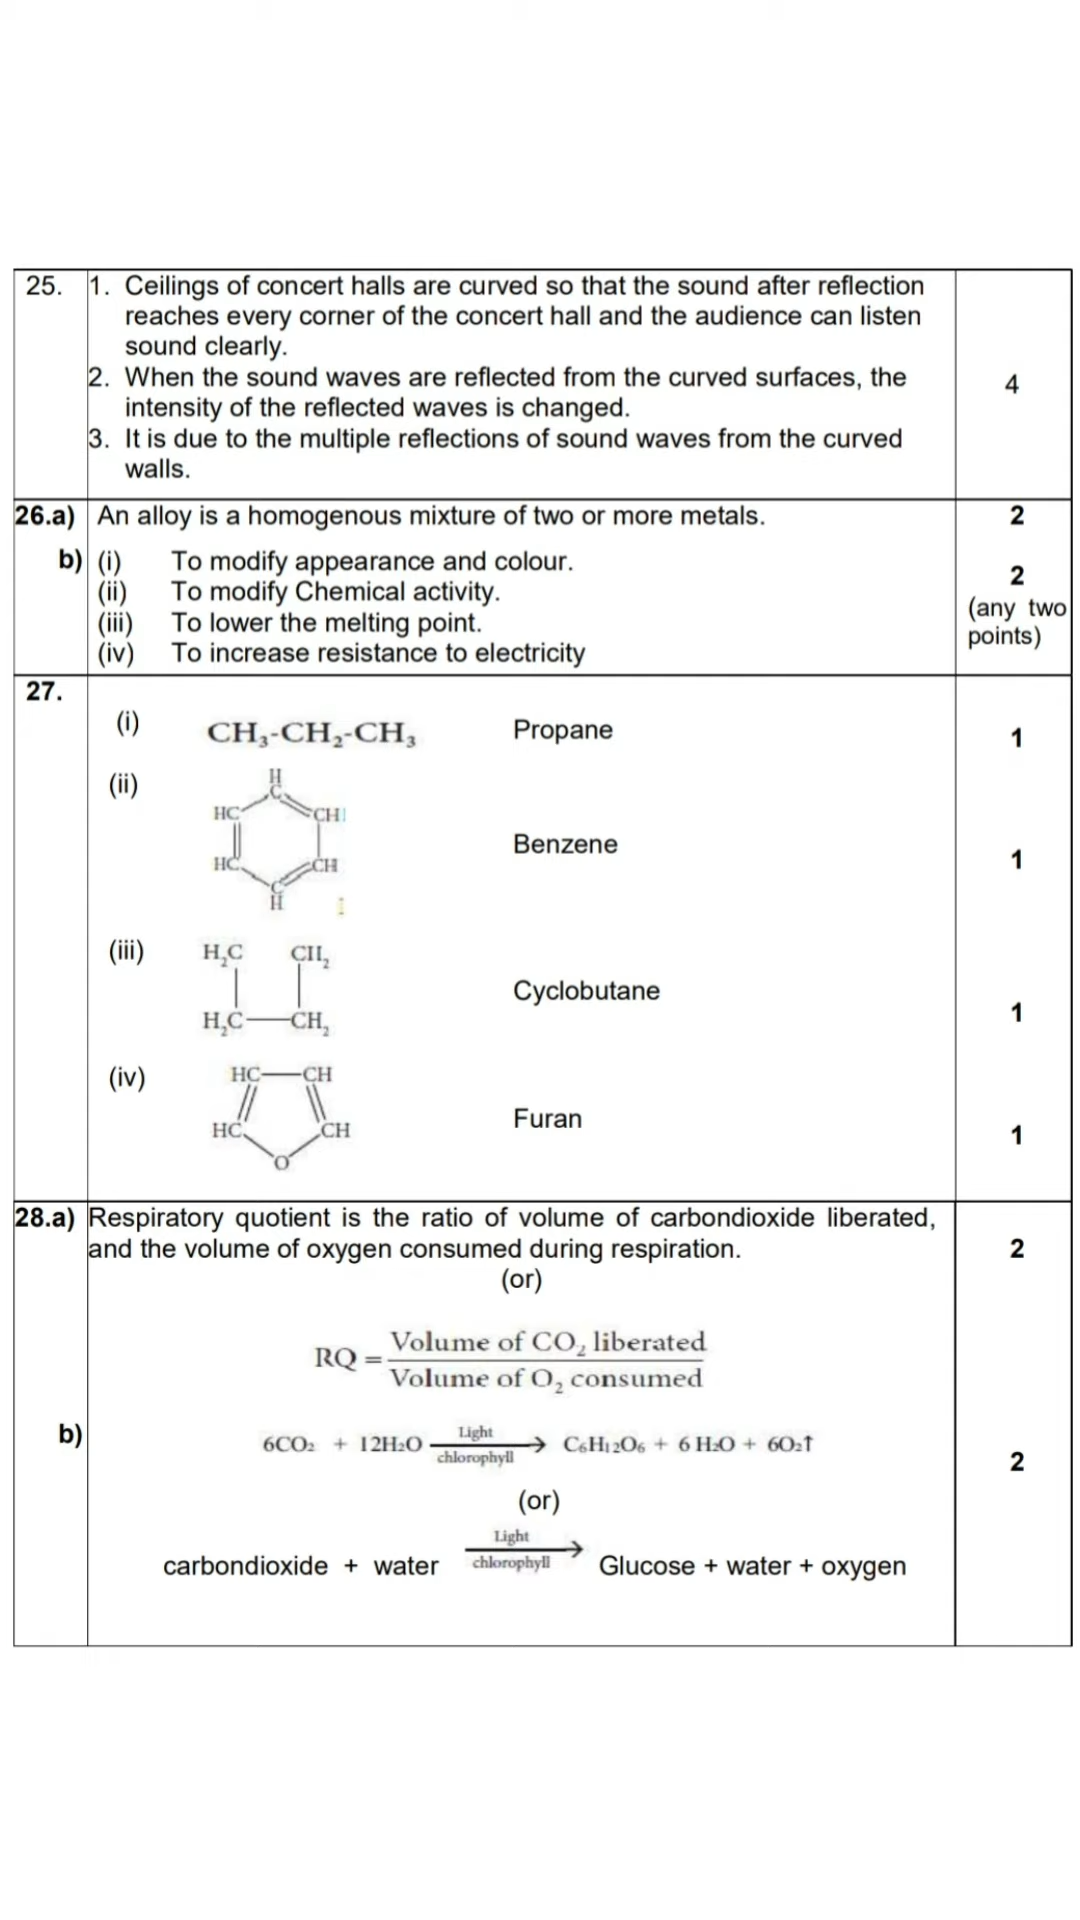 25. 1. Ceilings of concert halls are curved so that the sound after reflection
reaches every corner of the concert hall and the audience can listen
sound clearly.
2. When the sound waves are reflected from the curved surfaces, the
intensity of the reflected waves is changed.
3. It is due to the multiple reflections of sound waves from the curved
walls.
4
26.a) An alloy is a homogenous mixture of two or more metals. 2
b) (i) To modify appearance and colour.
(ii) To modify Chemical activity.
(iii) To lower the melting point.
(iv) To increase resistance to electricity
2
(any two
points)
27.
(i) CH₃-CH₂-CH₃ Propane 1
(ii)
H
C
HC CH
HC CH
C
H
Benzene 1
(iii) H₂C CH₂
H₂C CH₂
Cyclobutane 1
(iv) HC CH
HC CH
O
Furan 1
28.a) Respiratory quotient is the ratio of volume of carbondioxide liberated,
and the volume of oxygen consumed during respiration. 2
(or)
RQ = Volume of CO₂ liberated
Volume of O₂ consumed
b)
6CO₂ + 12H₂O Light chlorophyll → C₆H₁₂O₆ + 6 H₂O + 6O₂↑
2
(or)
carbondioxide + water Light chlorophyll → Glucose + water + oxygen